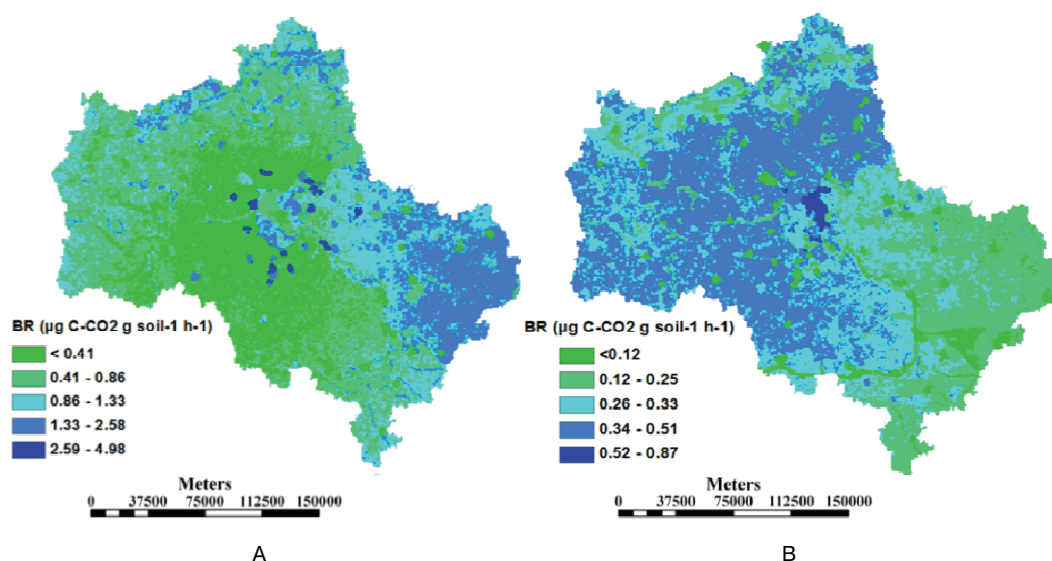 BR (µg C-CO2 g soil-1 h-1)
< 0.41
0.41 - 0.86
0.86 - 1.33
1.33 - 2.58
2.59 - 4.98
Meters
0 37500 75000 112500 150000
A
BR (µg C-CO2 g soil-1 h-1)
<0.12
0.12 - 0.25
0.26 - 0.33
0.34 - 0.51
0.52 - 0.87
Meters
0 37500 75000 112500 150000
B